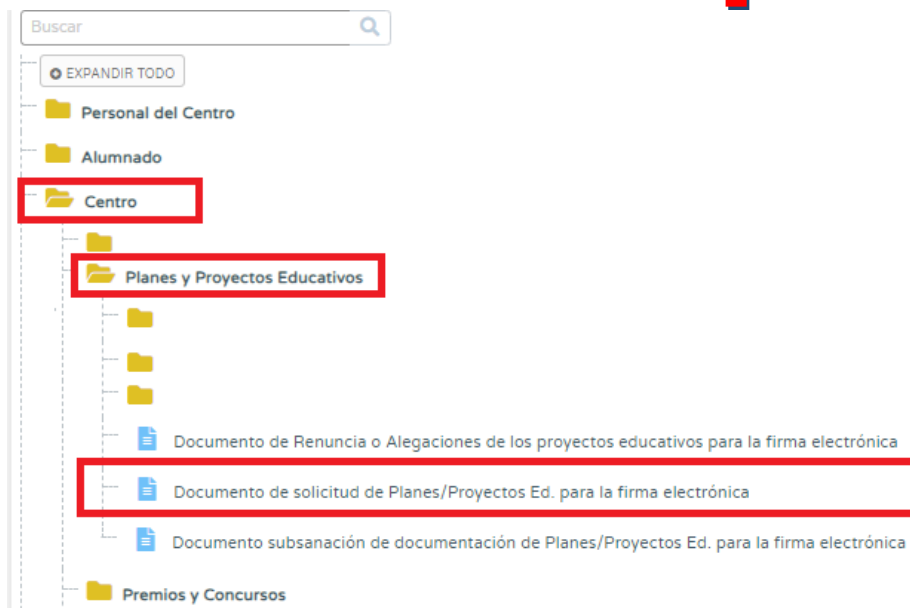 Buscar
EXPANDIR TODO
Personal del Centro
Alumnado
Centro
Planes y Proyectos Educativos
Documento de Renuncia o Alegaciones de los proyectos educativos para la firma electrónica
Documento de solicitud de Planes/Proyectos Ed. para la firma electrónica
Documento subsanación de documentación de Planes/Proyectos Ed. para la firma electrónica
Premios y Concursos